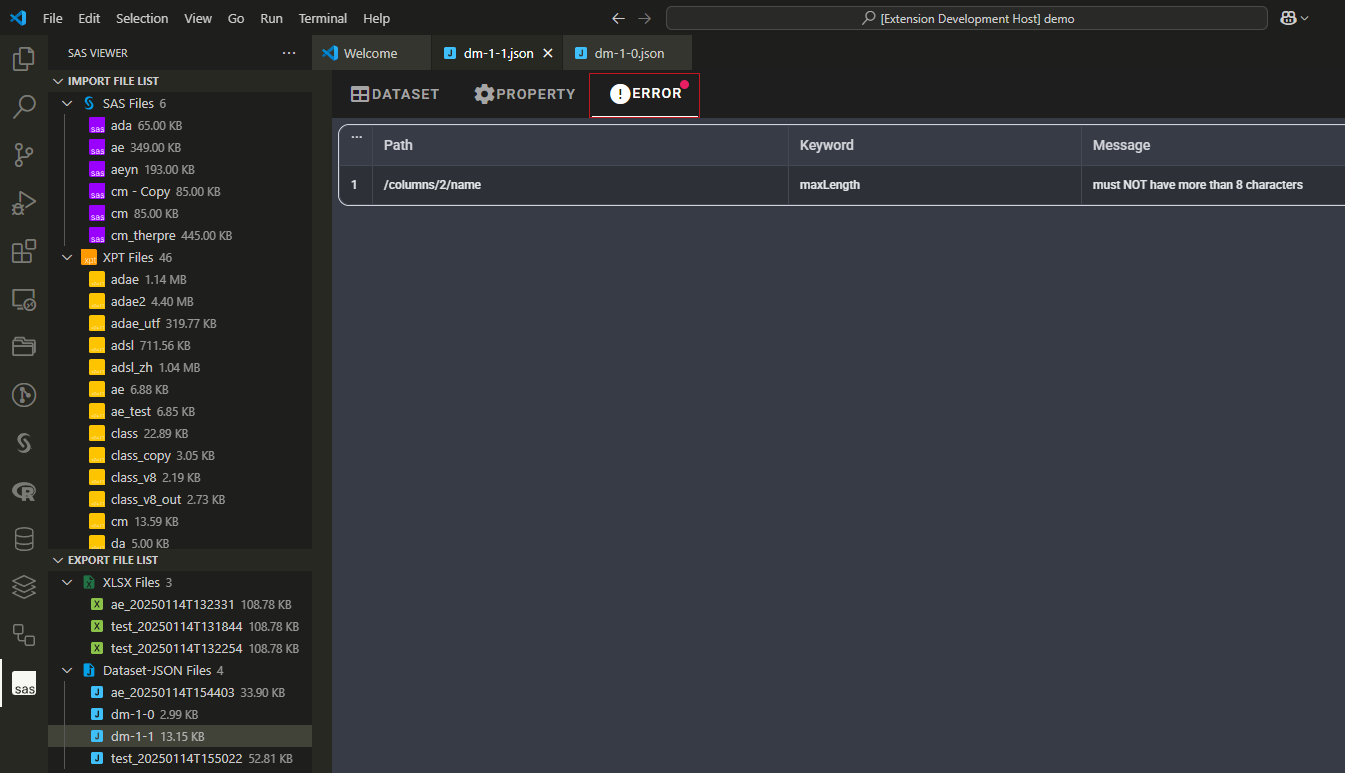 File Edit Selection View Go Run Terminal Help
[Extension Development Host] demo
SAS VIEWER
Welcome
dm-1-1.json
dm-1-0.json
IMPORT FILE LIST
SAS Files 6
ada 65.00 KB
ae 349.00 KB
aeyn 193.00 KB
cm - Copy 85.00 KB
cm 85.00 KB
cm_therpre 445.00 KB
XPT Files 46
adae 1.14 MB
adae2 4.40 MB
adae_utf 319.77 KB
adsl 711.56 KB
adsl_zh 1.04 MB
ae 6.88 KB
ae_test 6.85 KB
class 22.89 KB
class_copy 3.05 KB
class_v8 2.19 KB
class_v8_out 2.73 KB
cm 13.59 KB
da 5.00 KB
EXPORT FILE LIST
XLSX Files 3
ae_20250114T132331 108.78 KB
test_20250114T131844 108.78 KB
test_20250114T132254 108.78 KB
Dataset-JSON Files 4
ae_20250114T154403 33.90 KB
dm-1-0 2.99 KB
dm-1-1 13.15 KB
test_20250114T155022 52.81 KB
sas
DATASET PROPERTY ERROR
Path Keyword Message
1 /columns/2/name maxLength must NOT have more than 8 characters